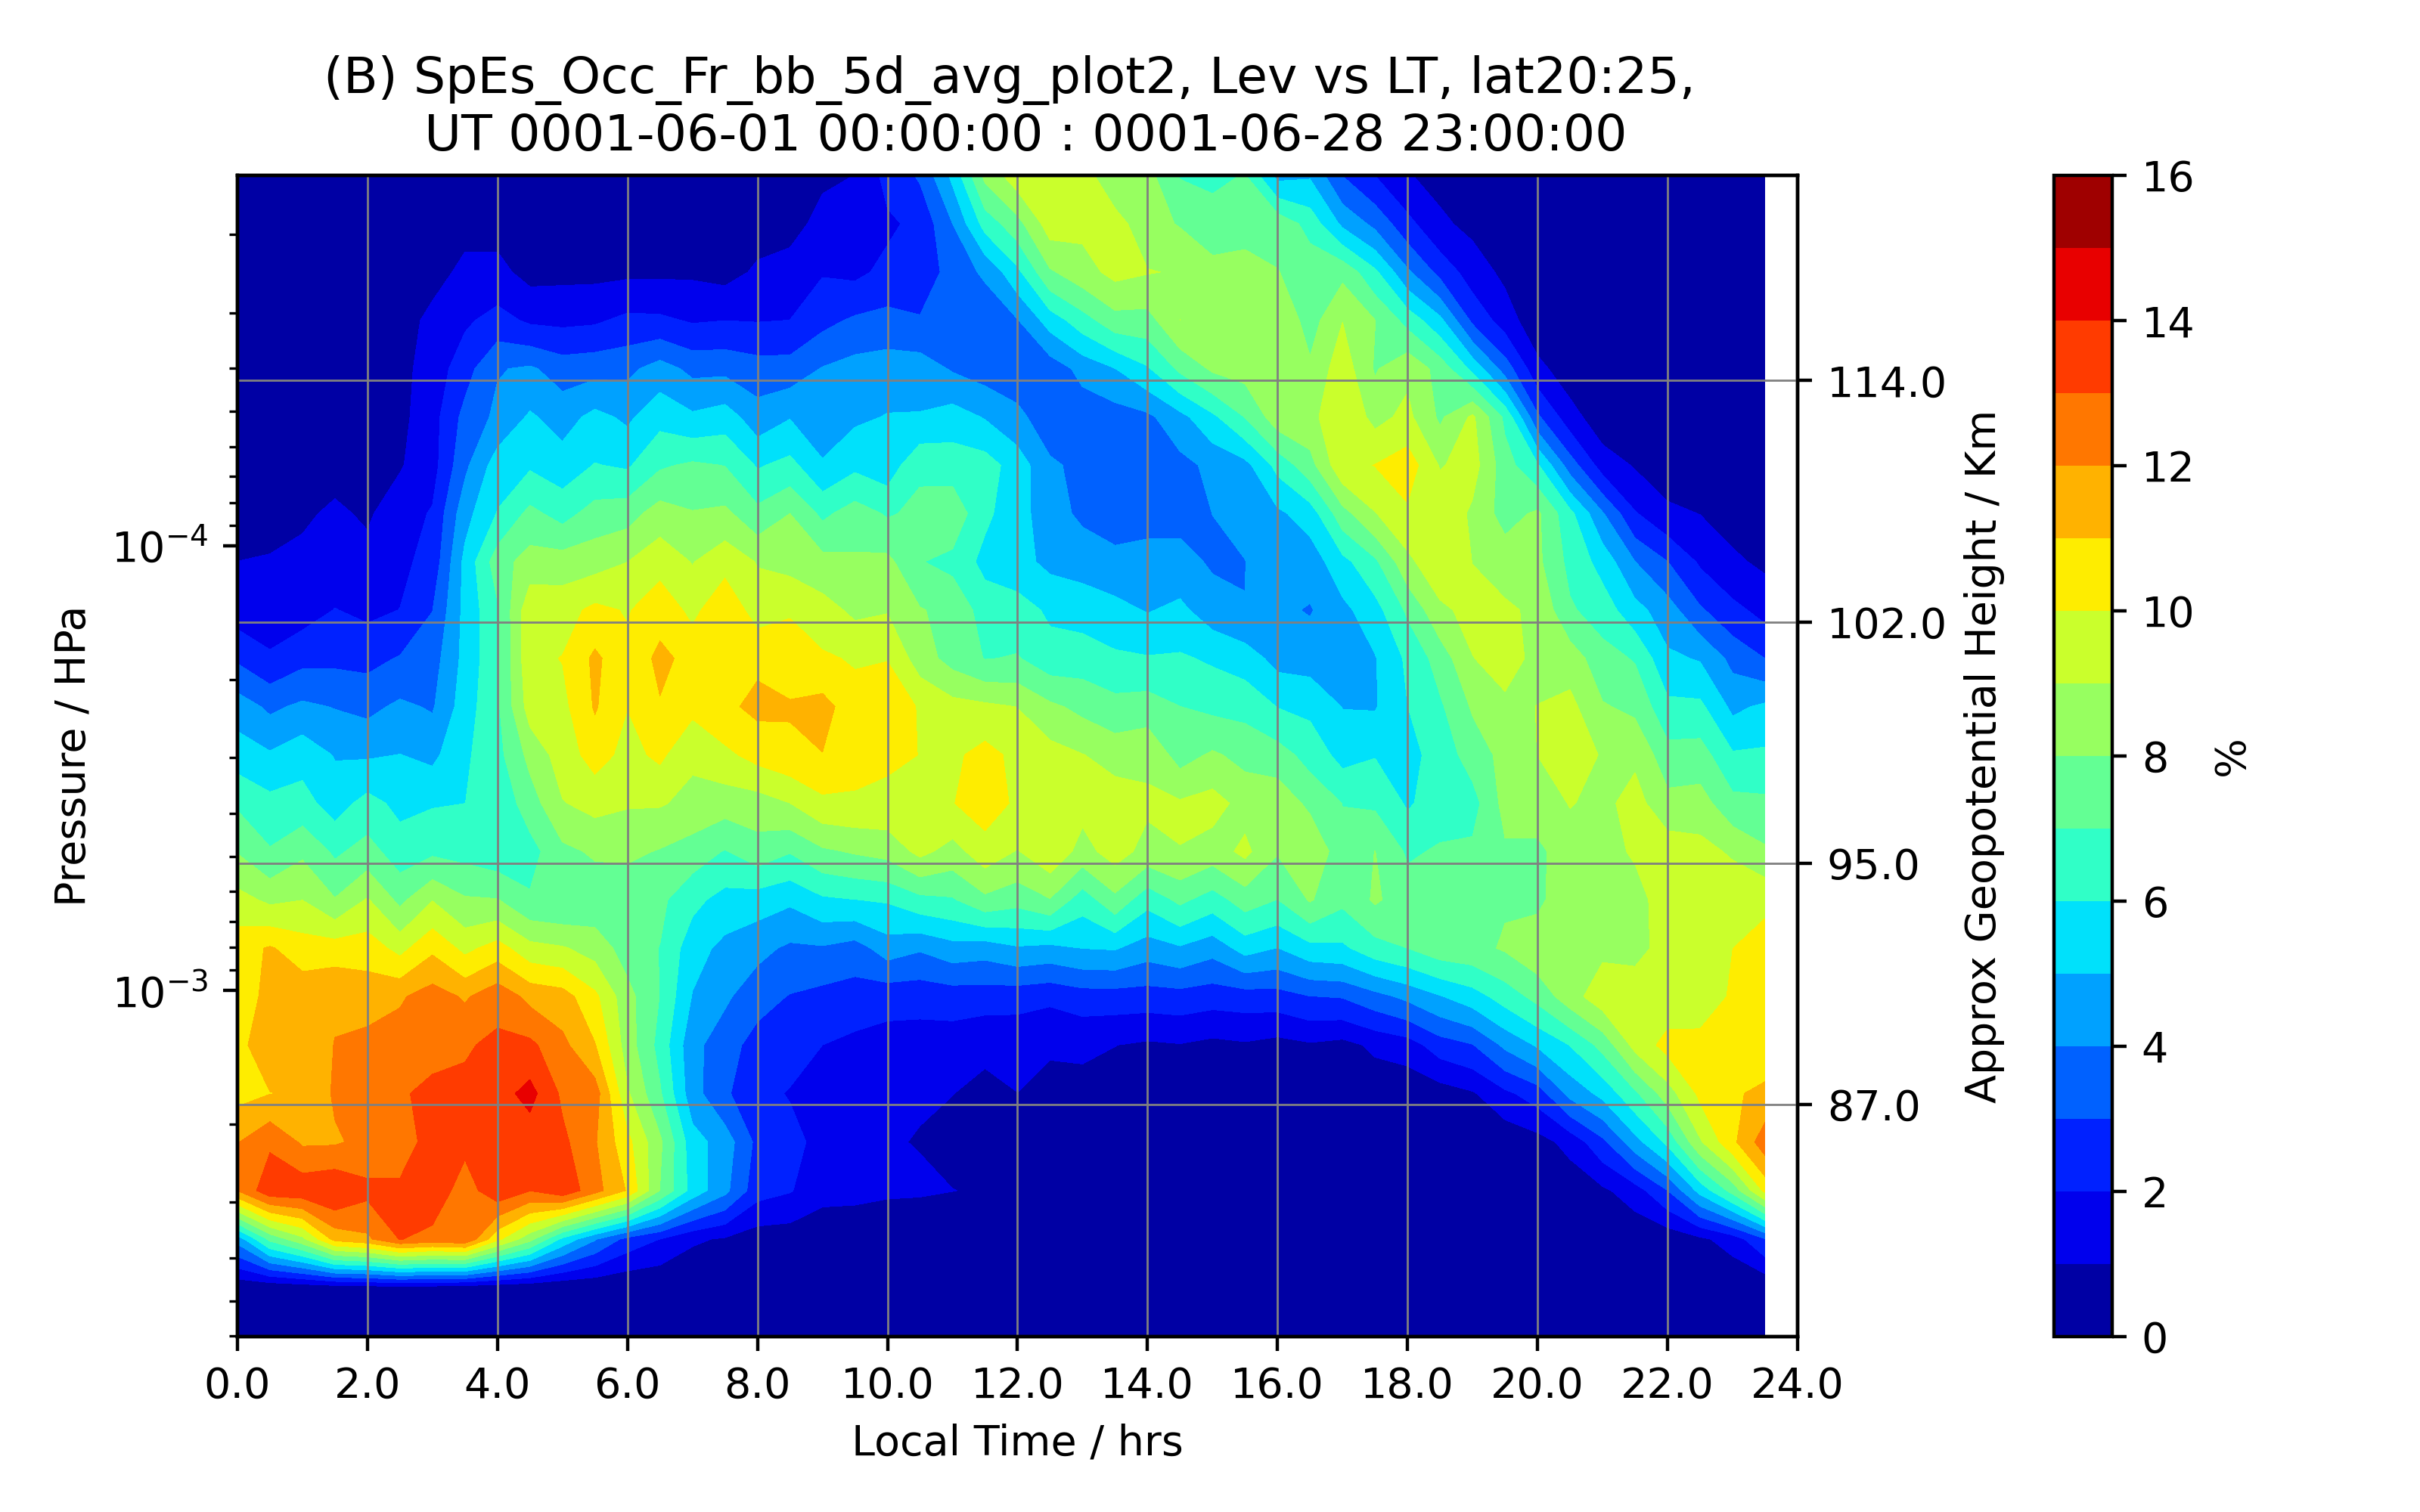 (B) SpEs_Occ_Fr_bb_5d_avg_plot2, Lev vs LT, lat20:25,
UT 0001-06-01 00:00:00 : 0001-06-28 23:00:00
Pressure / HPa
10⁻⁴
10⁻³
0.0 2.0 4.0 6.0 8.0 10.0 12.0 14.0 16.0 18.0 20.0 22.0 24.0
Local Time / hrs
114.0
102.0
95.0
87.0
Approx Geopotential Height / Km
16
14
12
10
8
6
4
2
0
%